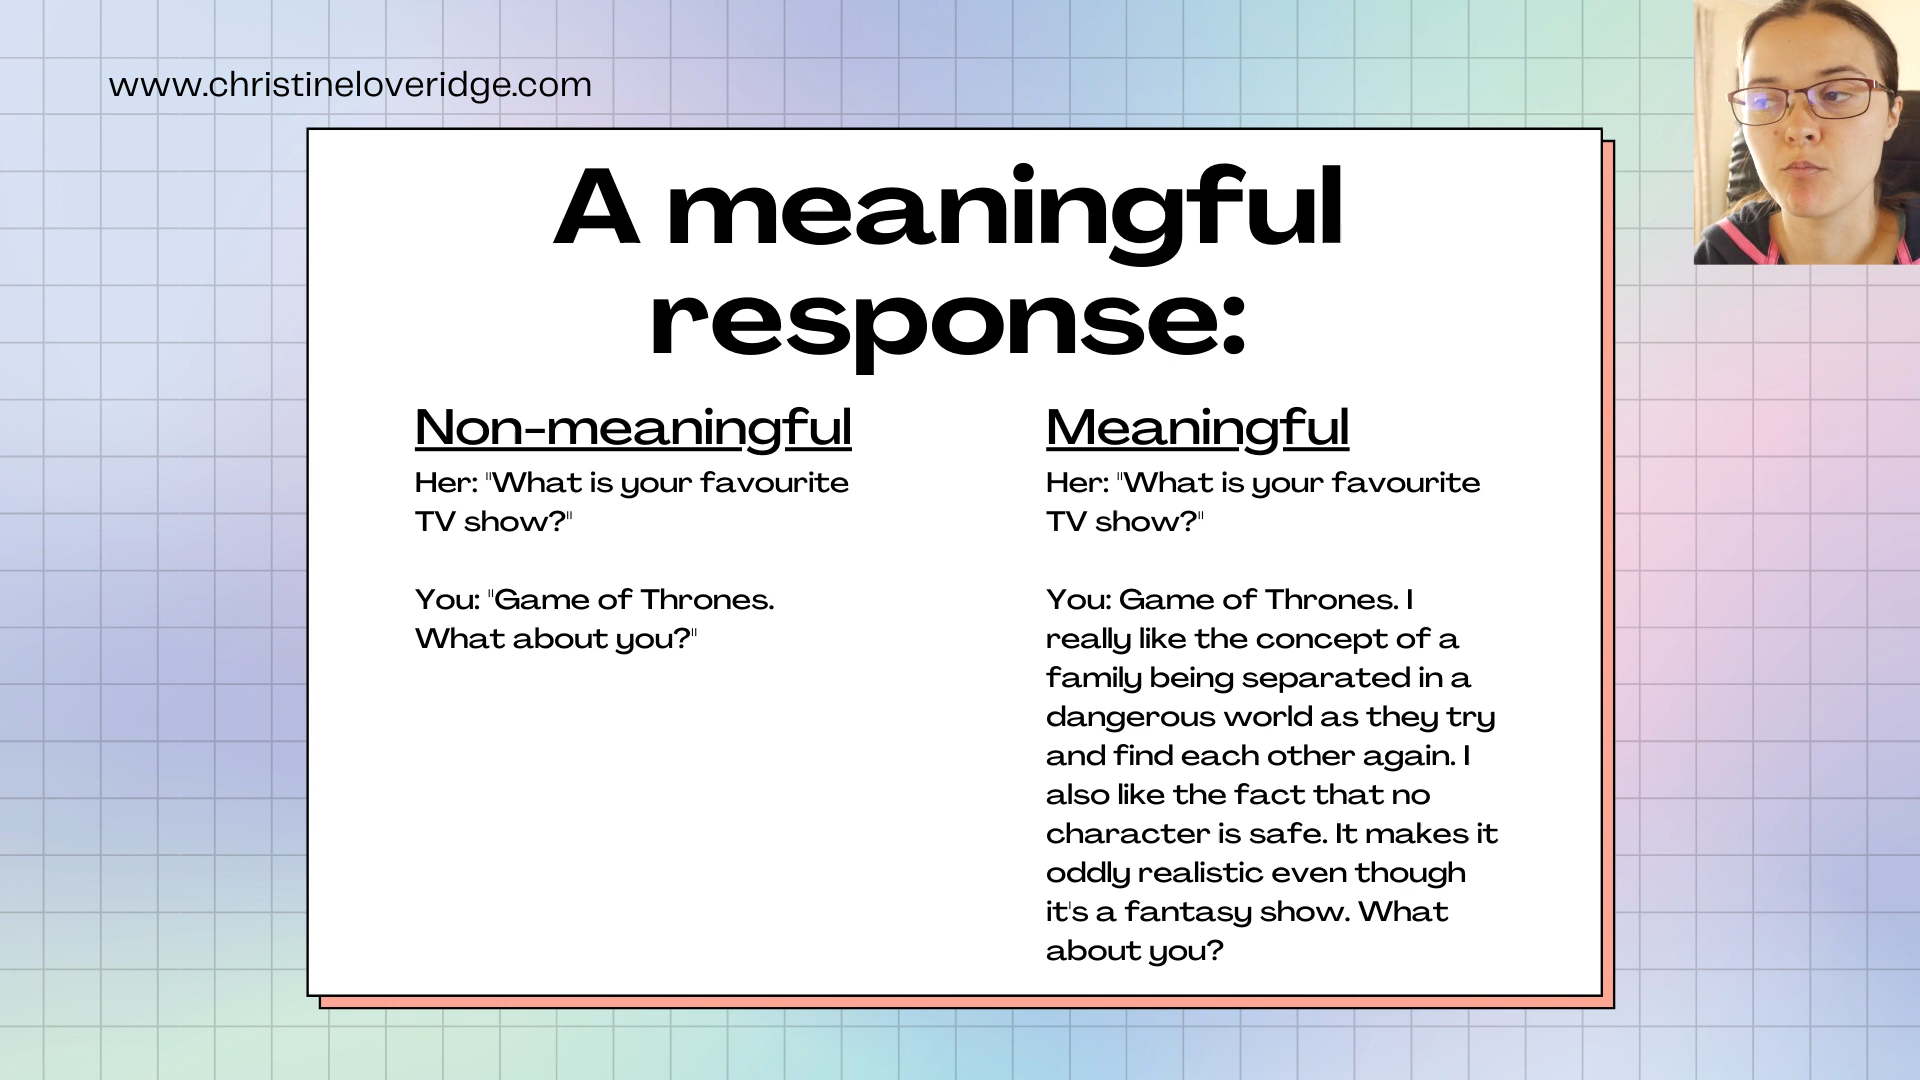 www.christineloveridge.com
A meaningful
response:
Non-meaningful
Her: "What is your favourite
TV show?"
You: "Game of Thrones.
What about you?"
Meaningful
Her: "What is your favourite
TV show?"
You: Game of Thrones. I
really like the concept of a
family being separated in a
dangerous world as they try
and find each other again. I
also like the fact that no
character is safe. It makes it
oddly realistic even though
it's a fantasy show. What
about you?